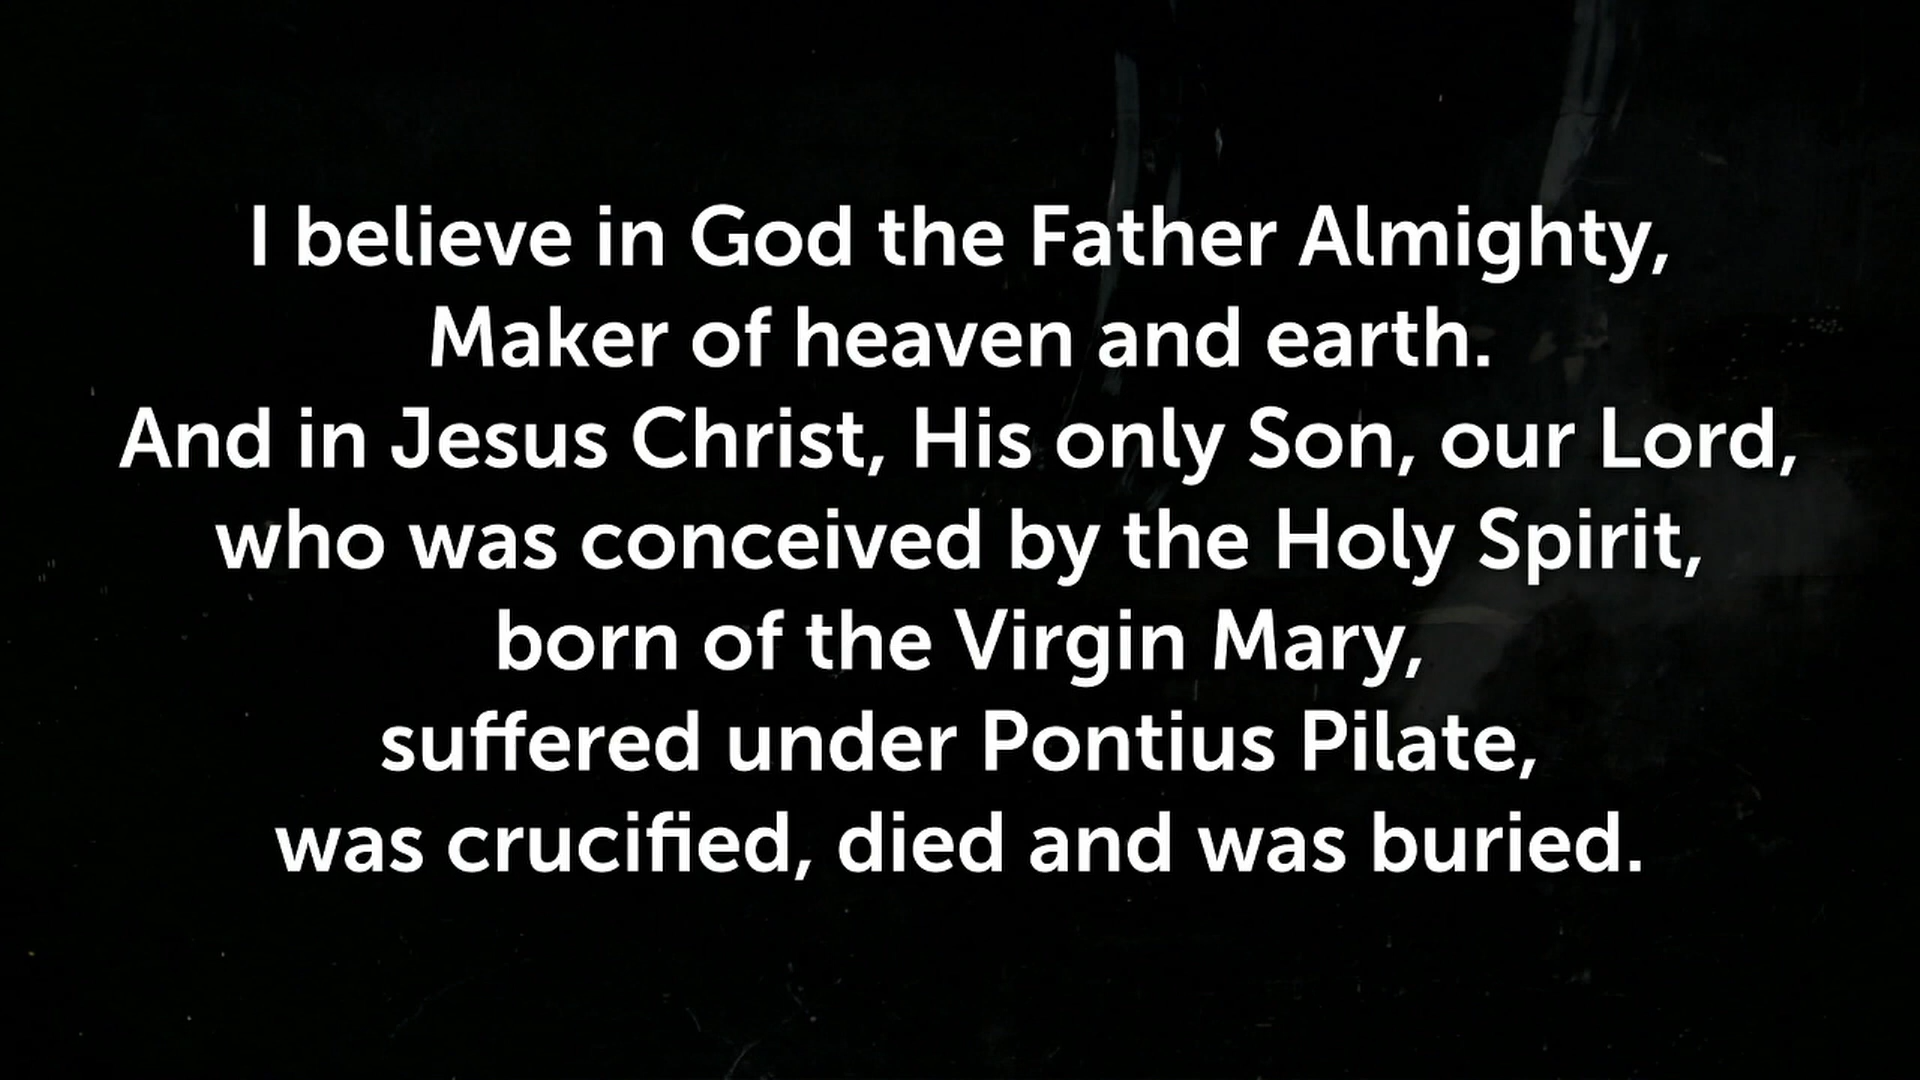 I believe in God the Father Almighty,
Maker of heaven and earth.
And in Jesus Christ, His only Son, our Lord,
who was conceived by the Holy Spirit,
born of the Virgin Mary,
suffered under Pontius Pilate,
was crucified, died and was buried.